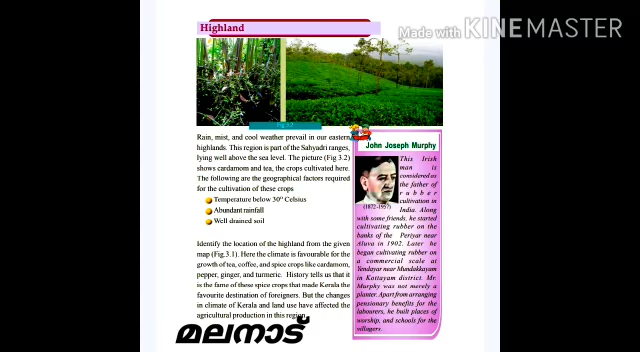 Made with KINEMASTER
Highland
Fig 3.2
Rain, mist, and cool weather prevail in our eastern
highlands. This region is part of the Sahyadri ranges,
lying well above the sea level. The picture (Fig 3.2)
shows cardamom and tea, the crops cultivated here.
The following are the geographical factors required
for the cultivation of these crops
Temperature below 30° Celsius
Abundant rainfall
Well drained soil
Identify the location of the highland from the given
map (Fig.3.1). Here the climate is favourable for the
growth of tea, coffee, and spice crops like cardamom,
pepper, ginger, and turmeric. History tells us that it
is the fame of these spice crops that made Kerala the
favourite destination of foreigners. But the changes
in climate of Kerala and land use have affected the
agricultural production in this region.
മലനാട്
John Joseph Murphy
(1872-1957)
This Irish
man is
considered as
the father of
rubber
cultivation in
India. Along
with some friends, he started
cultivating rubber on the
banks of the Periyar near
Aluva in 1902. Later he
began cultivating rubber on
a commercial scale at
Yendayar near Mundakkayam
in Kottayam district. Mr.
Murphy was not merely a
planter. Apart from arranging
pensionary benefits for the
labourers, he built places of
worship, and schools for the
villagers.